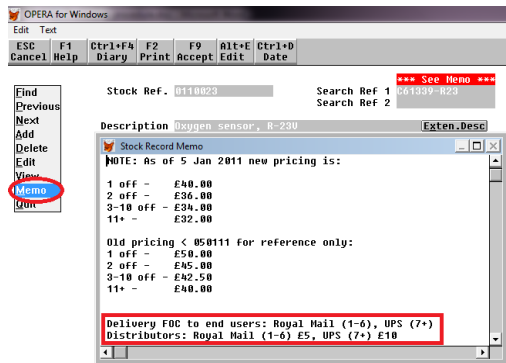 OPERA for Windows
Edit Text
ESC F1 Ctrl+F4 F2 F9 Alt+E Ctrl+D
Cancel Help Diary Print Accept Edit Date
*** See Memo ***
Find
Previous
Next
Add
Delete
Edit
View
Memo
Quit
Stock Ref. 0110023
Search Ref 1 C61339-R23
Search Ref 2
Description Oxygen sensor, R-23V
Exten.Desc
Stock Record Memo
NOTE: As of 5 Jan 2011 new pricing is:
1 off - £40.00
2 off - £36.00
3-10 off - £34.00
11+ - £32.00
Old pricing < 050111 for reference only:
1 off - £50.00
2 off - £45.00
3-10 off - £42.50
11+ - £40.00
Delivery FOC to end users: Royal Mail (1-6), UPS (7+)
Distributors: Royal Mail (1-6) £5, UPS (7+) £10